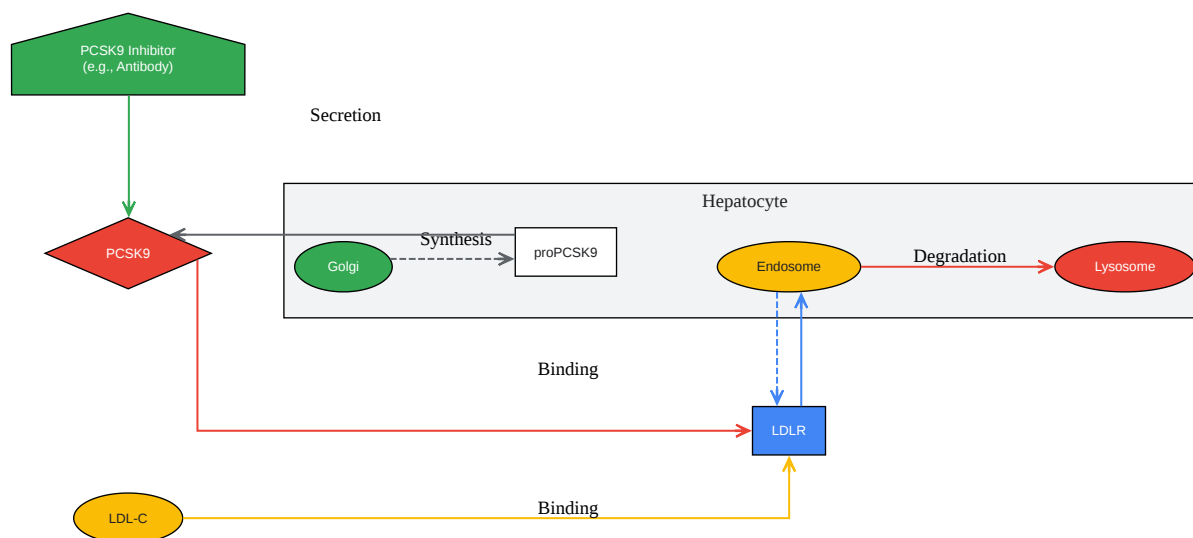 PCSK9 Inhibitor
(e.g., Antibody)
Secretion
Hepatocyte
Synthesis
PCSK9
proPCSK9
Golgi
Endosome
Degradation
Lysosome
Binding
LDLR
Binding
LDL-C